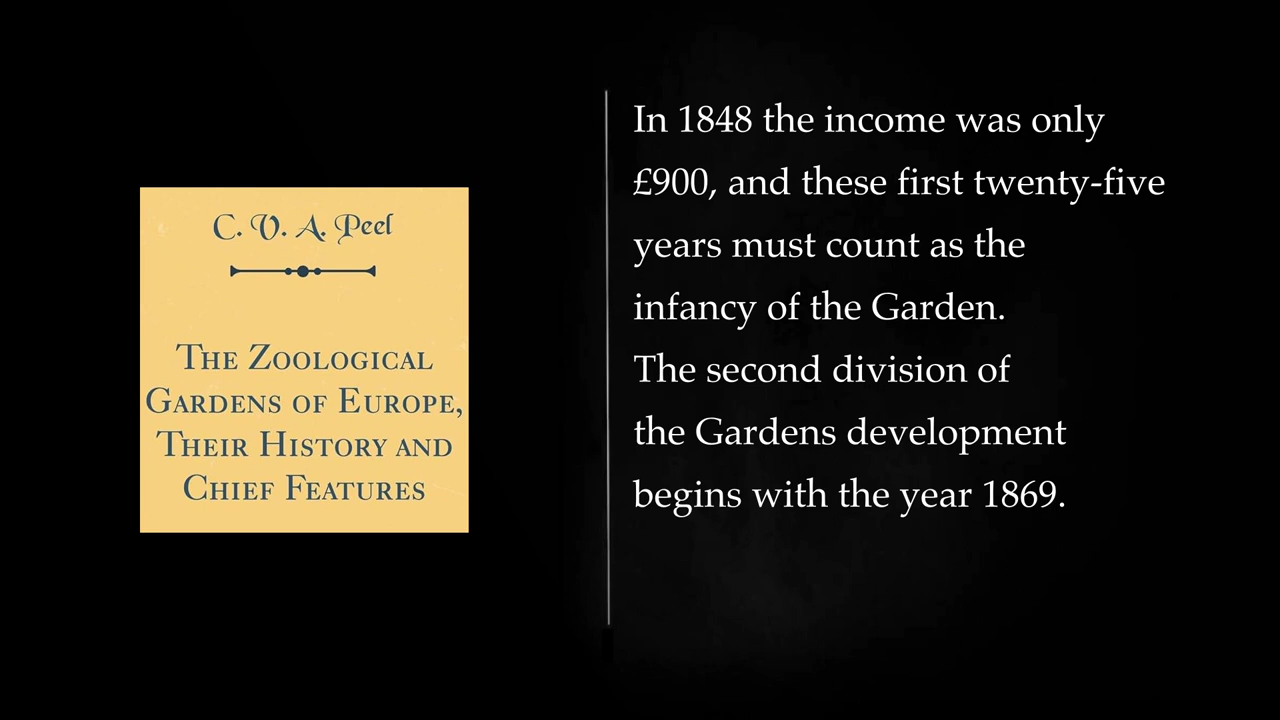 C. V. A. Peel
The Zoological
Gardens of Europe,
Their History and
Chief Features
In 1848 the income was only
£900, and these first twenty-five
years must count as the
infancy of the Garden.
The second division of
the Gardens development
begins with the year 1869.